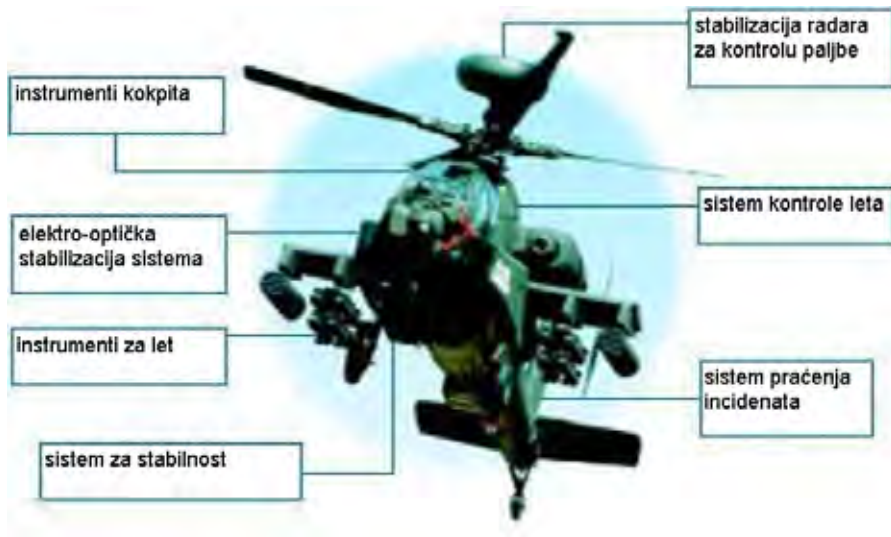 stabilizacija radara
za kontrolu paljbe
instrumenti kokpita
sistem kontrole leta
elektro-optička
stabilizacija sistema
instrumenti za let
sistem praćenja
incidenata
sistem za stabilnost